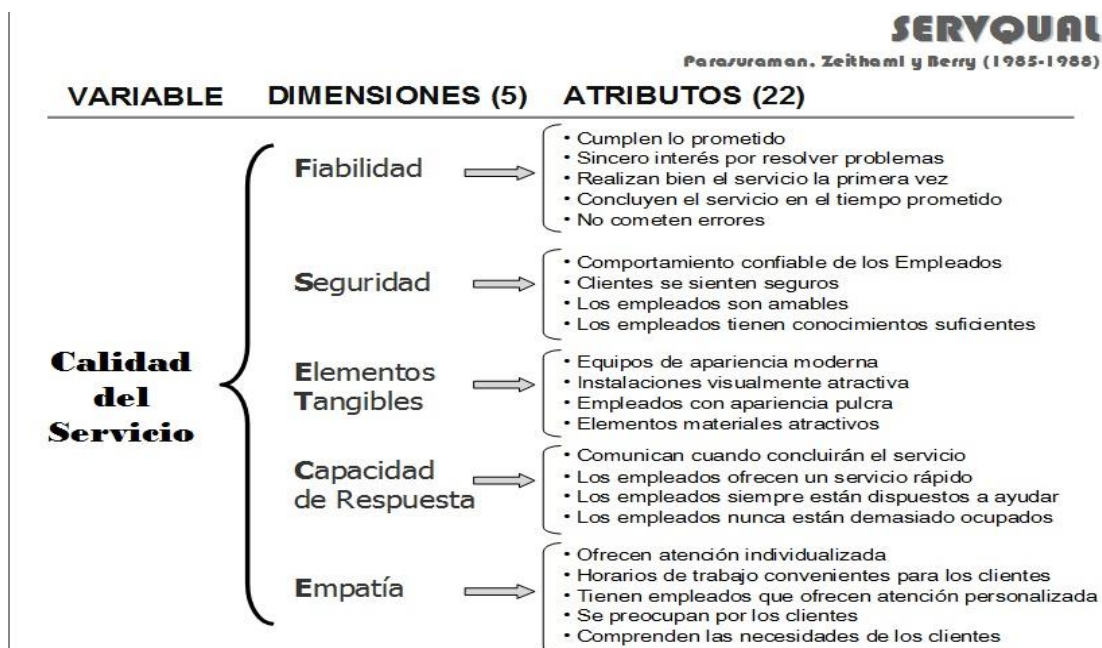 SERVQUAL
Parasuraman, Zeithaml y Berry (1985-1988)
VARIABLE DIMENSIONES (5) ATRIBUTOS (22)
Calidad
del
Servicio
Fiabilidad
• Cumplen lo prometido
• Sincero interés por resolver problemas
• Realizan bien el servicio la primera vez
• Concluyen el servicio en el tiempo prometido
• No cometen errores
Seguridad
• Comportamiento confiable de los Empleados
• Clientes se sienten seguros
• Los empleados son amables
• Los empleados tienen conocimientos suficientes
Elementos
Tangibles
• Equipos de apariencia moderna
• Instalaciones visualmente atractiva
• Empleados con apariencia pulcra
• Elementos materiales atractivos
Capacidad
de Respuesta
• Comunican cuando concluirán el servicio
• Los empleados ofrecen un servicio rápido
• Los empleados siempre están dispuestos a ayudar
• Los empleados nunca están demasiado ocupados
Empatía
• Ofrecen atención individualizada
• Horarios de trabajo convenientes para los clientes
• Tienen empleados que ofrecen atención personalizada
• Se preocupan por los clientes
• Comprenden las necesidades de los clientes